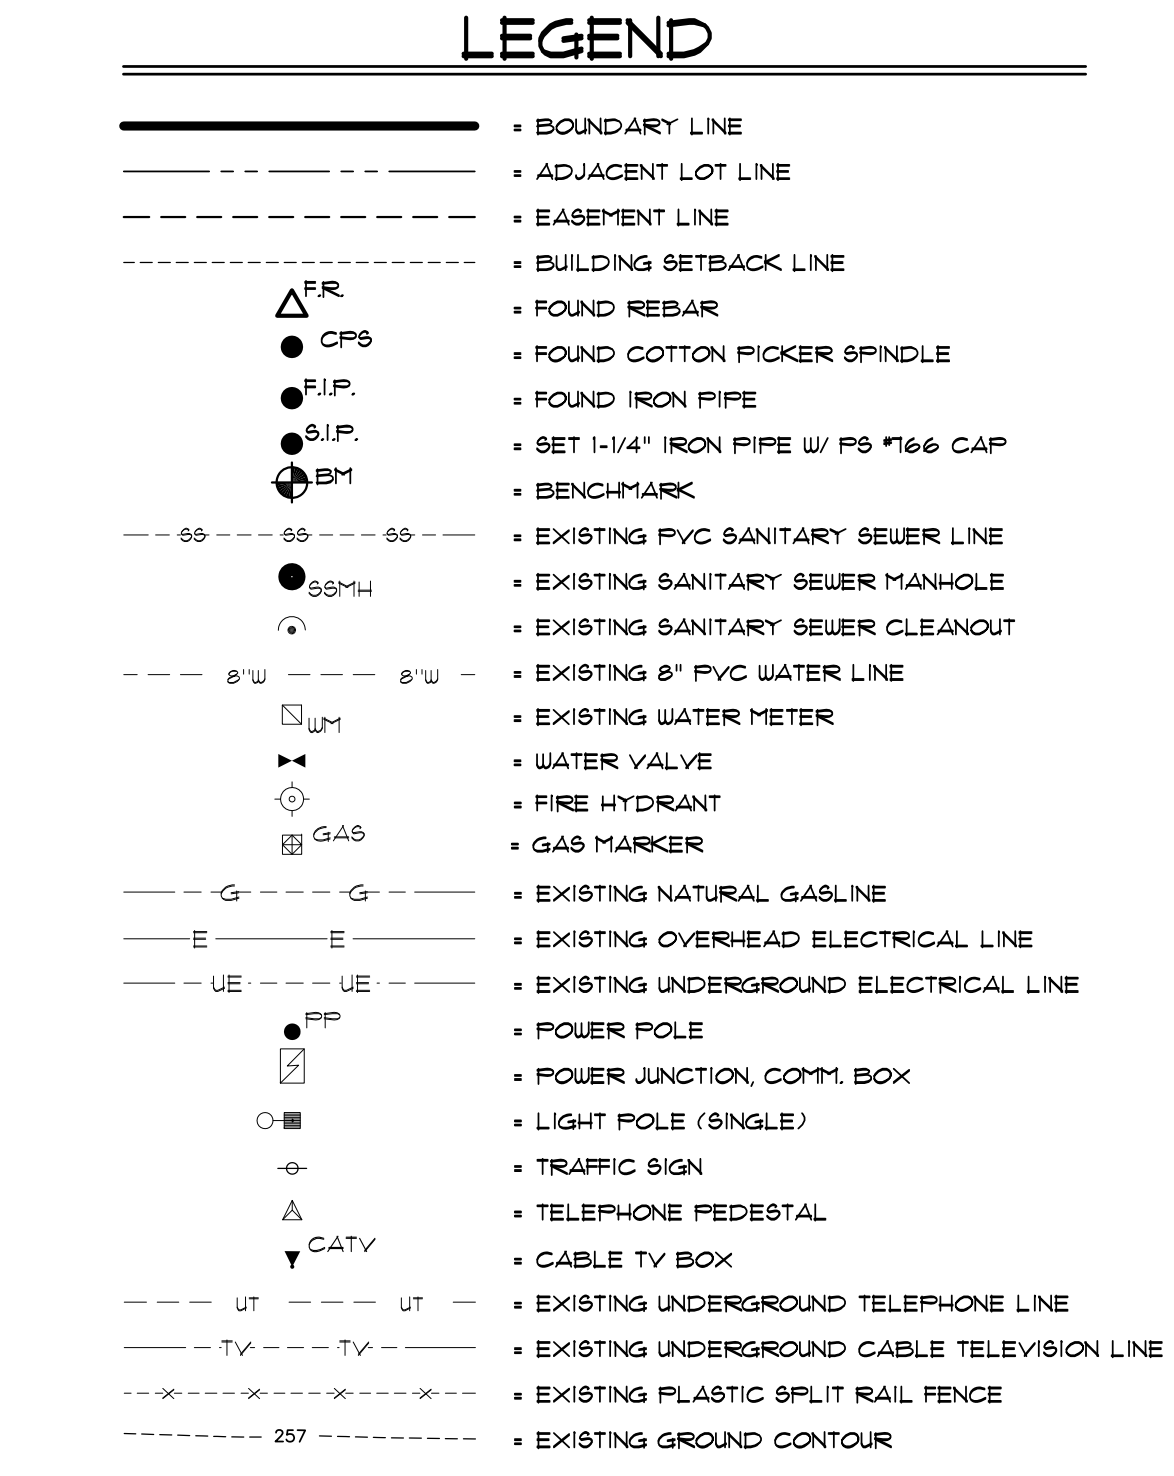 LEGEND
= BOUNDARY LINE
= ADJACENT LOT LINE
= EASEMENT LINE
= BUILDING SETBACK LINE
F.R. = FOUND REBAR
CPS = FOUND COTTON PICKER SPINDLE
F.I.P. = FOUND IRON PIPE
S.I.P. = SET 1-1/4" IRON PIPE W/ PS #766 CAP
BM = BENCHMARK
SS SS SS = EXISTING PVC SANITARY SEWER LINE
SSMH = EXISTING SANITARY SEWER MANHOLE
= EXISTING SANITARY SEWER CLEANOUT
8"W 8"W = EXISTING 8" PVC WATER LINE
WM = EXISTING WATER METER
= WATER VALVE
= FIRE HYDRANT
GAS = GAS MARKER
G G = EXISTING NATURAL GASLINE
E E = EXISTING OVERHEAD ELECTRICAL LINE
UE UE = EXISTING UNDERGROUND ELECTRICAL LINE
PP = POWER POLE
= POWER JUNCTION, COMM. BOX
= LIGHT POLE (SINGLE)
= TRAFFIC SIGN
= TELEPHONE PEDESTAL
CATV = CABLE TV BOX
UT UT = EXISTING UNDERGROUND TELEPHONE LINE
TV TV = EXISTING UNDERGROUND CABLE TELEVISION LINE
X X X X = EXISTING PLASTIC SPLIT RAIL FENCE
257 = EXISTING GROUND CONTOUR